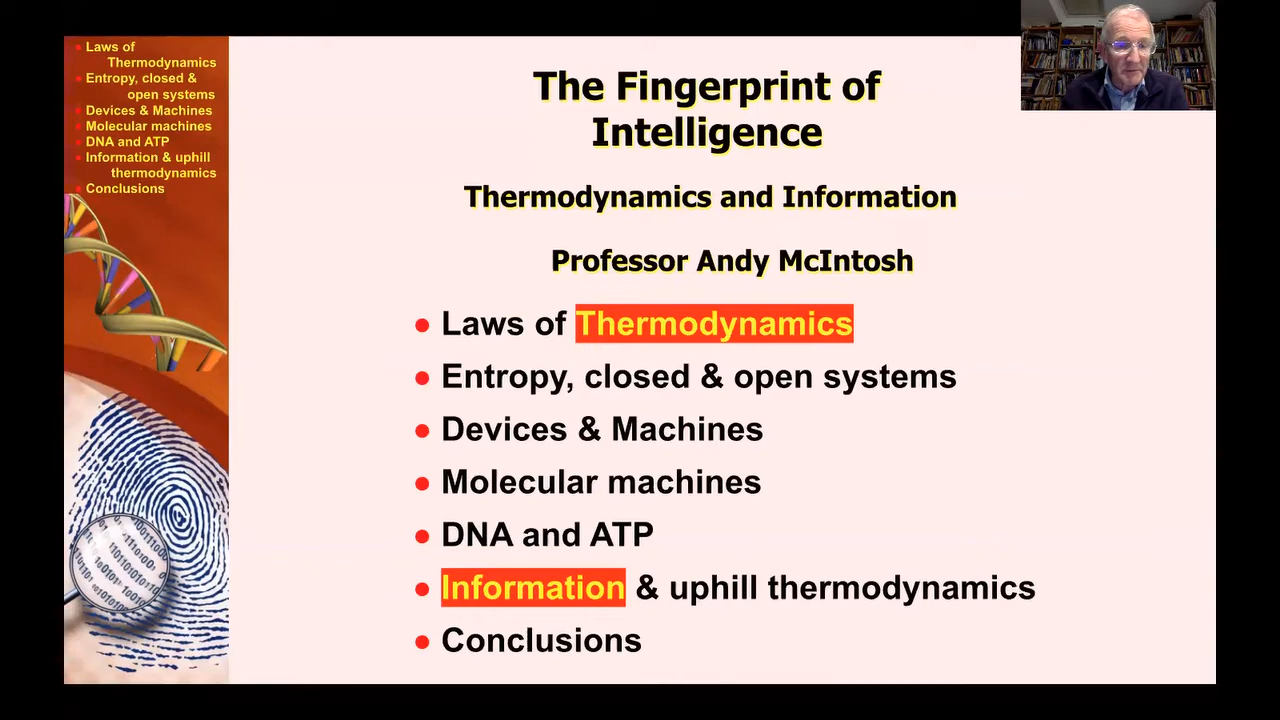 Laws of
Thermodynamics
Entropy, closed &
open systems
Devices & Machines
Molecular machines
DNA and ATP
Information & uphill
thermodynamics
Conclusions
The Fingerprint of
Intelligence
Thermodynamics and Information
Professor Andy McIntosh
• Laws of Thermodynamics
• Entropy, closed & open systems
• Devices & Machines
• Molecular machines
• DNA and ATP
• Information & uphill thermodynamics
• Conclusions